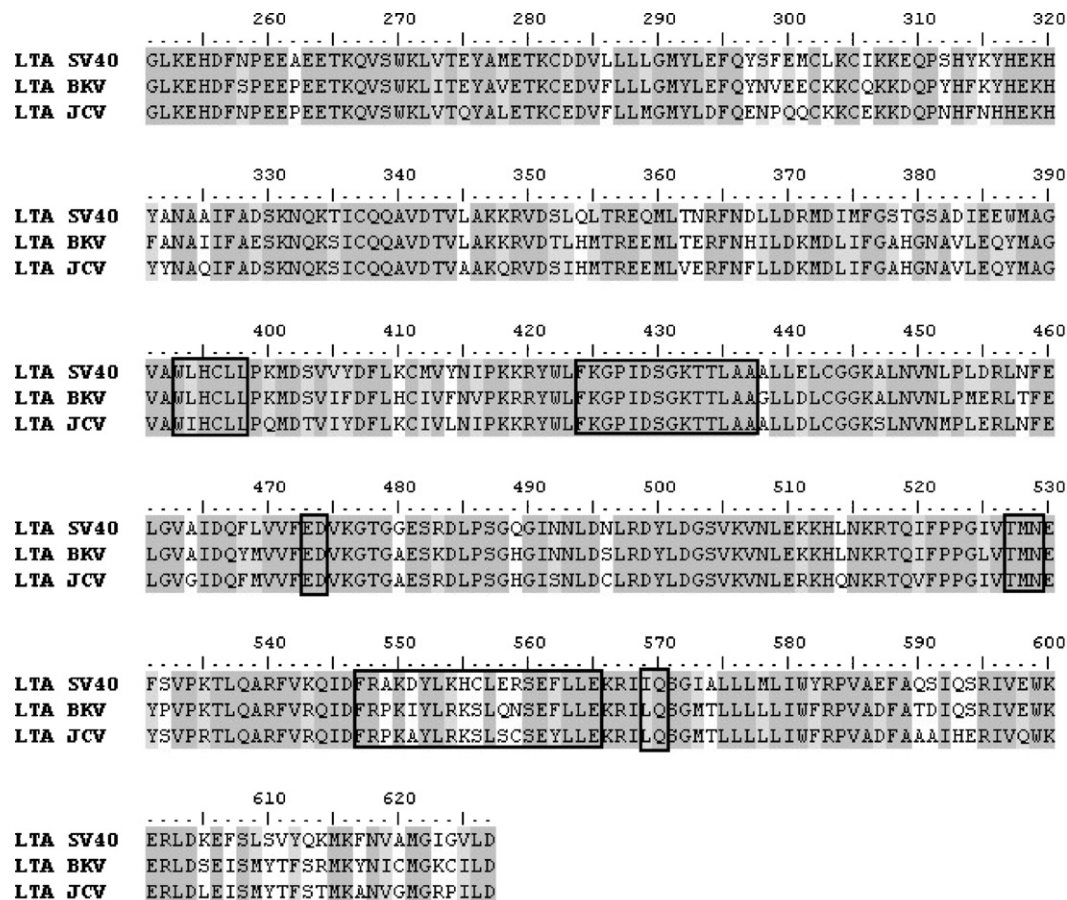 260 270 280 290 300 310 320
LTA SV40 GLKEHDFNPEEAEETKQVSWKLVTEYAMETKCDDVLLLLGMYLEFQYSFEMCLKCIKKEQPSHYKYHEKH
LTA BKV GLKEHDFSPEEPEETKQVSWKLITEYAVETKCEDVFLLLGMYLEFQYNVEECKKCQKKDQPYHFKYHEKH
LTA JCV GLKEHDFNPEEPEETKQVSWKLVTQYALETKCEDVFLLMGMYLDFQENPQQCKKCEKKDQPNHFNHHEKH
330 340 350 360 370 380 390
LTA SV40 YANAAIFADSKNQKTICQQAVDTVLAKKRVDSLQLTREQMLTNRFNDLLDRMDIMFGSTGSADIEEWMAG
LTA BKV FANAIIFAESKNQKSICQQAVDTVLAKKRVDTLHMTREEMLTERFNHILDKMDLIFGAHGNAVLEQYMAG
LTA JCV YYNAQIFADSKNQKSICQQAVDTVAAKQRVDSIHMTREEMLVERFNFLLDKMDLIFGAHGNAVLEQYMAG
400 410 420 430 440 450 460
LTA SV40 VAWLHCLLPKMDSVVYDFLKCMVYNIPKKRYWLFKGPIDSGKTTLAAALLELCGGKALNVNLPLDRLNFE
LTA BKV VAWLHCLLPKMDSVIFDFLHCIVFNVPKRRYWLFKGPIDSGKTTLAAGLLDLCGGKALNVNLPMERLTFE
LTA JCV VAWIHCLLPQMDTVIYDFLKCIVLNIPKKRYWLFKGPIDSGKTTLAAALLDLCGGKSLNVNMPLERLNFE
470 480 490 500 510 520 530
LTA SV40 LGVAIDQFLVVFEDVKGTGGESRDLPSGQGINNLDNLRDYLDGSVKVNLEKKHLNKRTQIFPPGIVTMNE
LTA BKV LGVAIDQYMVVFEDVKGTGAESKDLPSGHGINNLDSLRDYLDGSVKVNLEKKHLNKRTQIFPPGLVTMNE
LTA JCV LGVGIDQFMVVFEDVKGTGAESRDLPSGHGISNLDCLRDYLDGSVKVNLERKHQNKRTQVFPPGIVTMNE
540 550 560 570 580 590 600
LTA SV40 FSVPKTLQARFVKQIDFRAKDYLKHCLERSEFLLEKRIIQSGIALLLMLIWYRPVAEFAQSIQSRIVEWK
LTA BKV YPVPKTLQARFVRQIDFRPKIYLRKSLQNSEFLLEKRILQSGMTLLLLLIWFRPVADFATDIQSRIVEWK
LTA JCV YSVPRTLQARFVRQIDFRPKAYLRKSLSCSEYLLEKRILQSGMTLLLLLIWFRPVADFAAAIHERIVQWK
610 620
LTA SV40 ERLDKEFSLSVYQKMKFNVAMGIGVLD
LTA BKV ERLDSEISMYTFSRMKYNICMGKCILD
LTA JCV ERLDLEISMYTFSTMKANVGMGRPILD